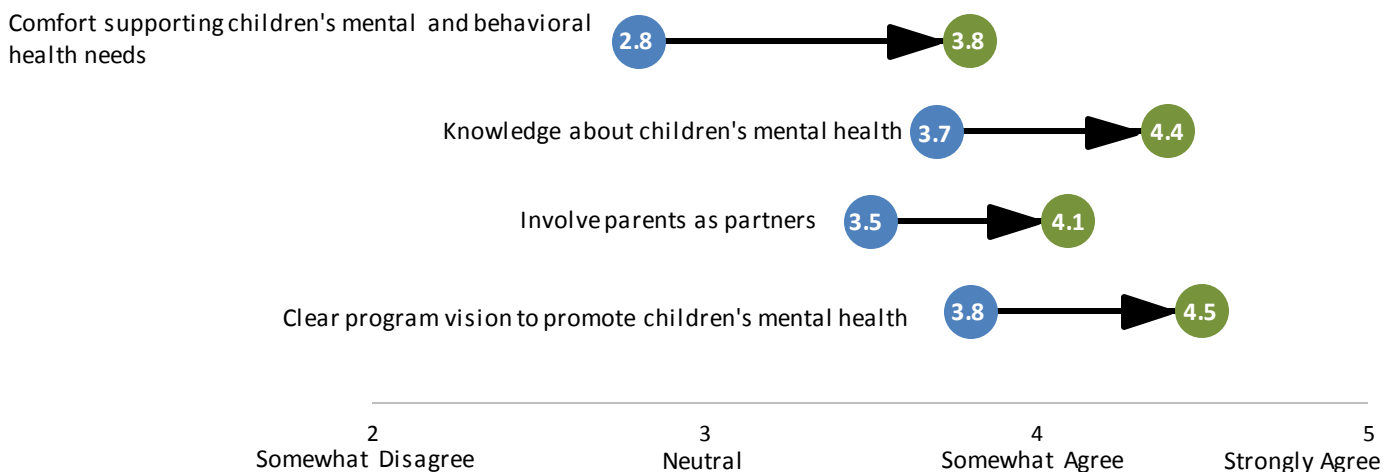 Comfort supporting children's mental and behavioral
health needs
2.8
3.8
Knowledge about children's mental health
3.7
4.4
Involve parents as partners
3.5
4.1
Clear program vision to promote children's mental health
3.8
4.5
2
3
4
5
Somewhat Disagree
Neutral
Somewhat Agree
Strongly Agree